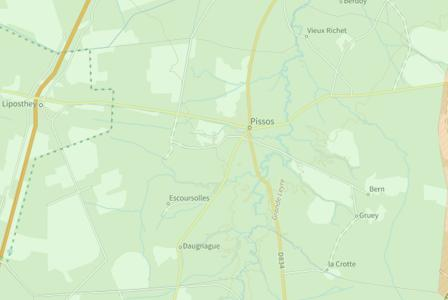 Berdoy
Vieux Richet
Liposthey
Pissos
Bern
Escoursolles
Grande Leyre
Gruey
Daugnague
D834
la Crotte